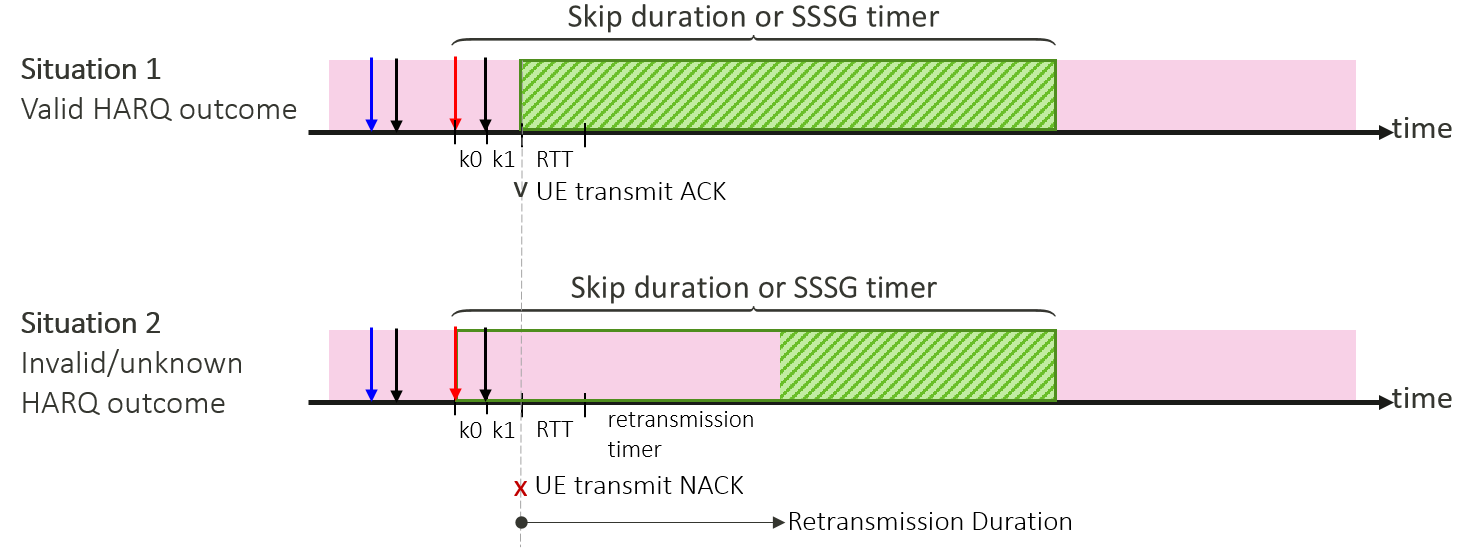 Skip duration or SSSG timer
Situation 1
Valid HARQ outcome
time
k0 k1 RTT
v UE transmit ACK
Skip duration or SSSG timer
Situation 2
Invalid/unknown
HARQ outcome
time
k0 k1 RTT retransmission
timer
x UE transmit NACK
Retransmission Duration